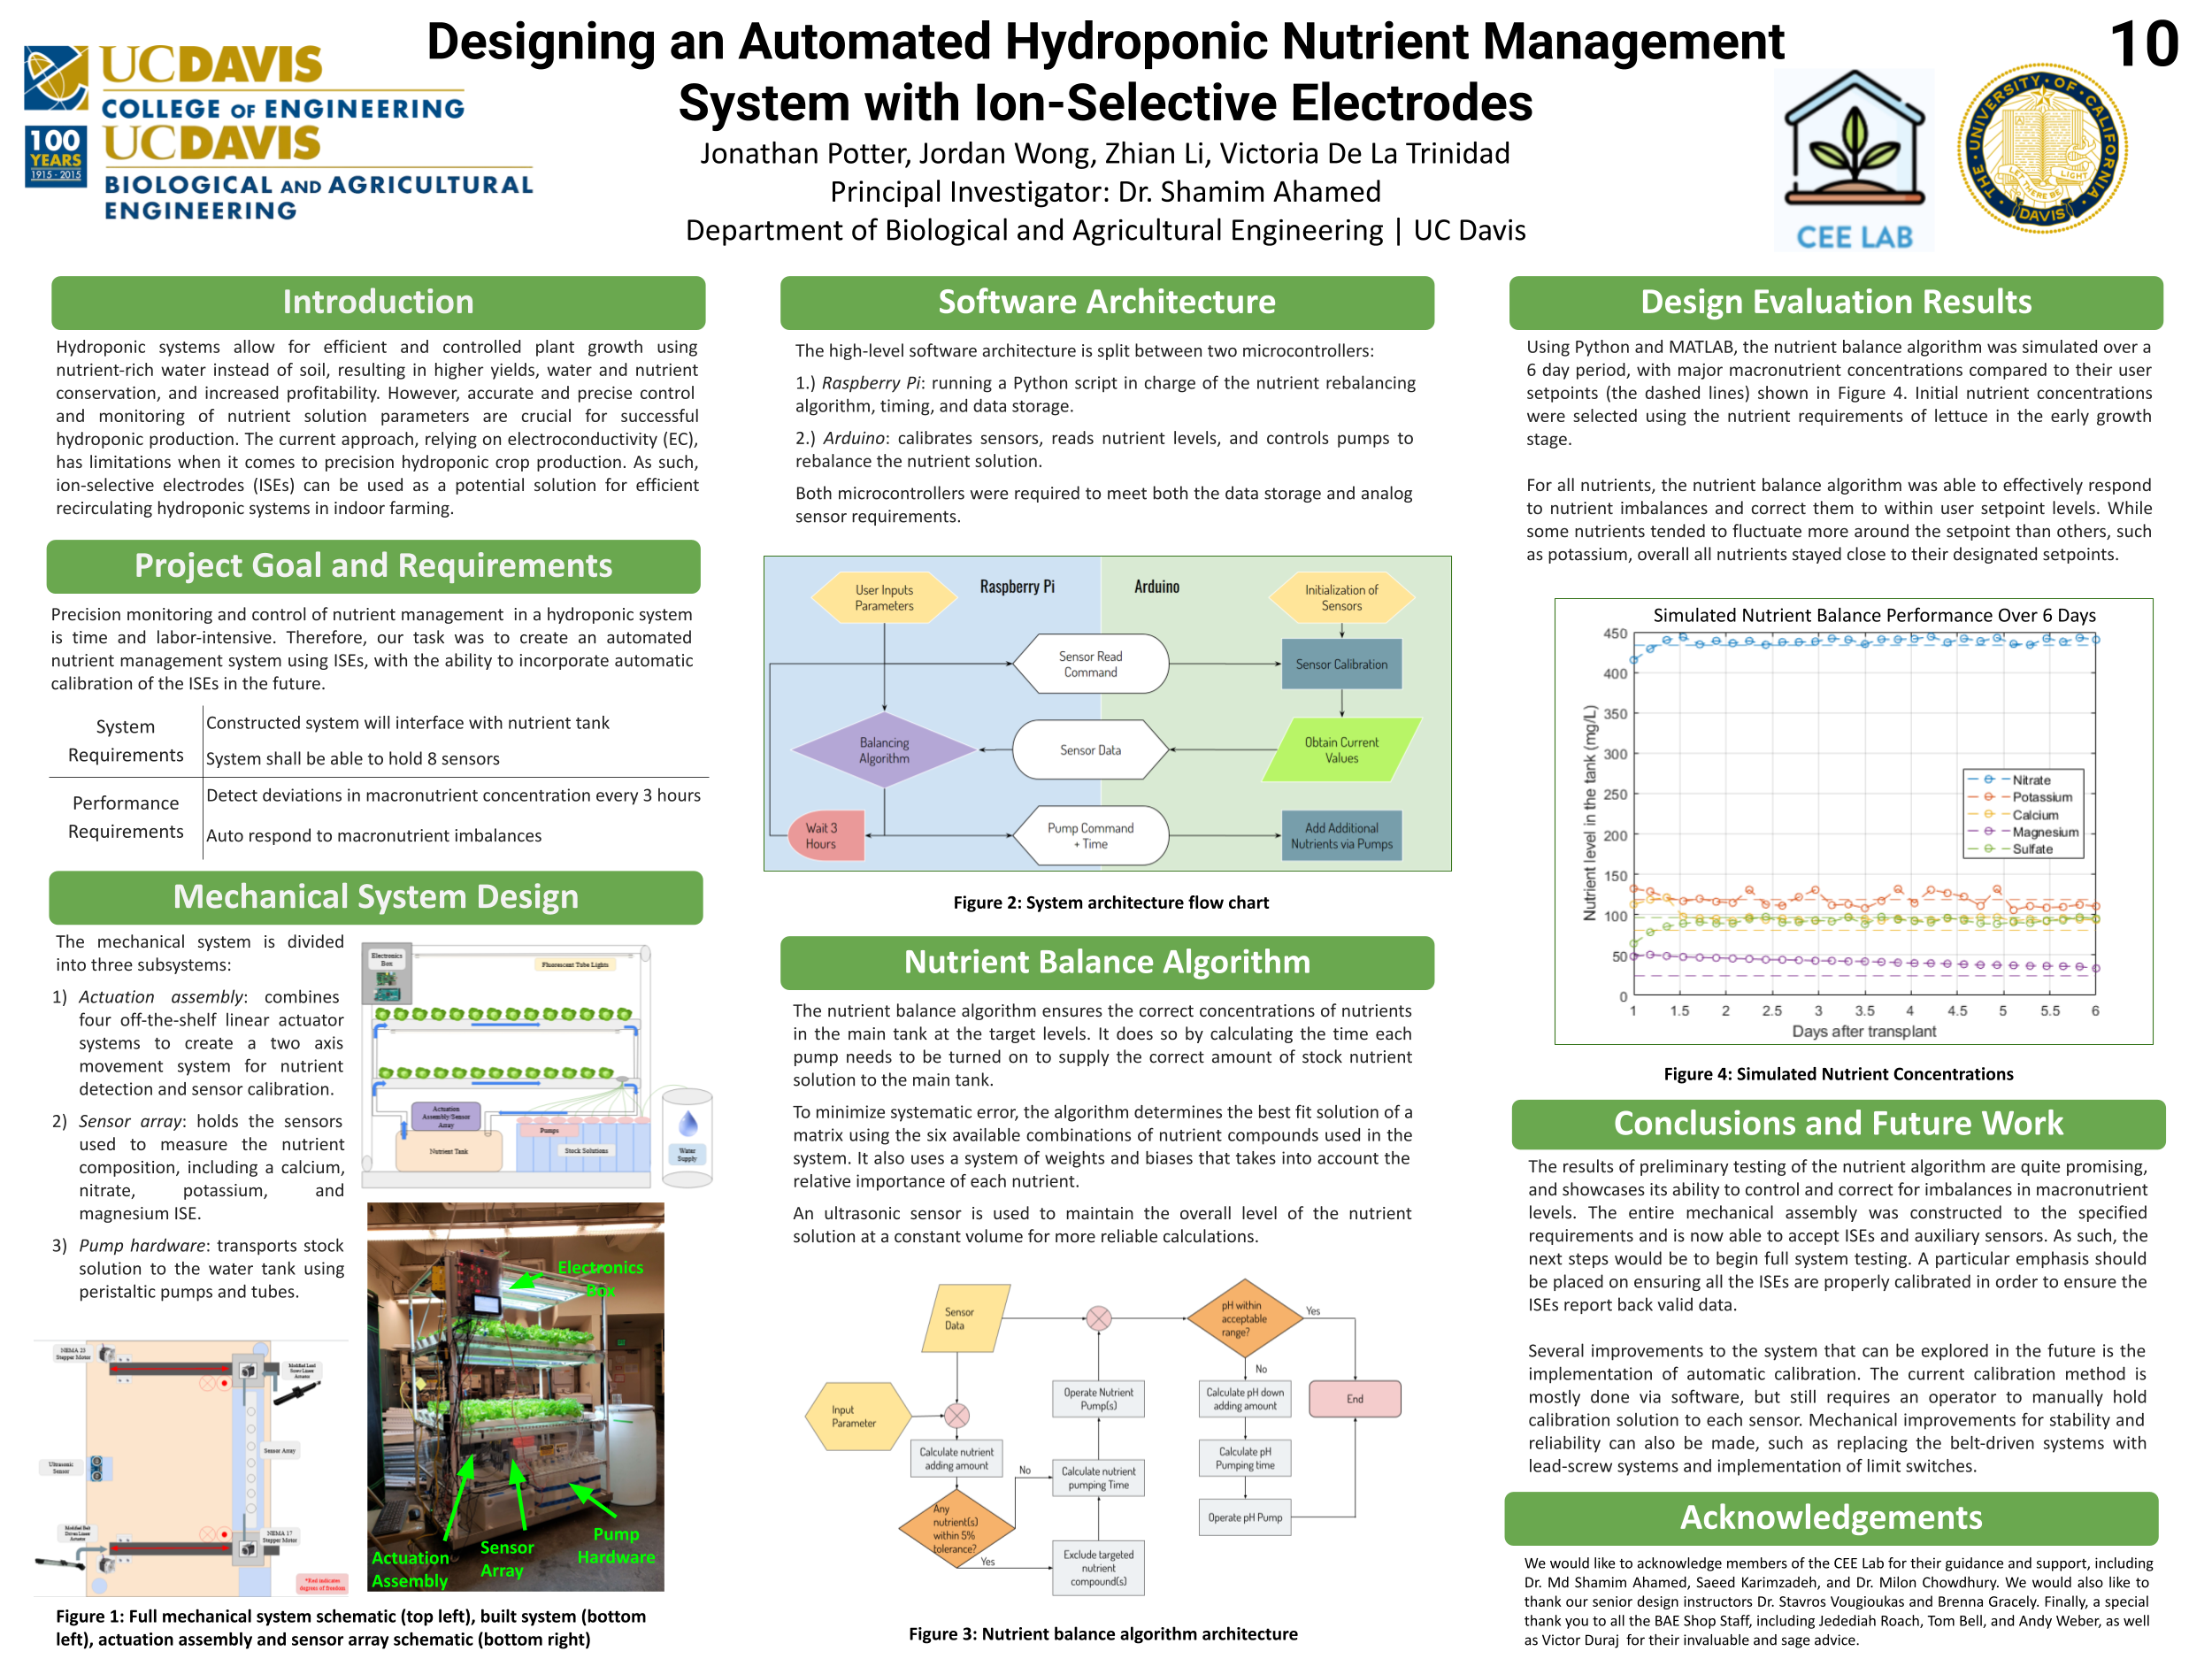 Designing an Automated Hydroponic Nutrient Management
System with Ion-Selective Electrodes
10
UCDAVIS
COLLEGE OF ENGINEERING
100
YEARS
1915 - 2015
UCDAVIS
BIOLOGICAL AND AGRICULTURAL
ENGINEERING
Jonathan Potter, Jordan Wong, Zhian Li, Victoria De La Trinidad
Principal Investigator: Dr. Shamim Ahamed
Department of Biological and Agricultural Engineering | UC Davis
CEE LAB
THE · UNIVERSITY · OF · CALIFORNIA
LET THERE BE LIGHT
DAVIS
Introduction
Hydroponic systems allow for efficient and controlled plant growth using
nutrient-rich water instead of soil, resulting in higher yields, water and nutrient
conservation, and increased profitability. However, accurate and precise control
and monitoring of nutrient solution parameters are crucial for successful
hydroponic production. The current approach, relying on electroconductivity (EC),
has limitations when it comes to precision hydroponic crop production. As such,
ion-selective electrodes (ISEs) can be used as a potential solution for efficient
recirculating hydroponic systems in indoor farming.
Project Goal and Requirements
Precision monitoring and control of nutrient management in a hydroponic system
is time and labor-intensive. Therefore, our task was to create an automated
nutrient management system using ISEs, with the ability to incorporate automatic
calibration of the ISEs in the future.
System
Requirements
Constructed system will interface with nutrient tank
System shall be able to hold 8 sensors
Performance
Requirements
Detect deviations in macronutrient concentration every 3 hours
Auto respond to macronutrient imbalances
Mechanical System Design
The mechanical system is divided
into three subsystems:
1) Actuation assembly: combines
four off-the-shelf linear actuator
systems to create a two axis
movement system for nutrient
detection and sensor calibration.
2) Sensor array: holds the sensors
used to measure the nutrient
composition, including a calcium,
nitrate, potassium, and
magnesium ISE.
3) Pump hardware: transports stock
solution to the water tank using
peristaltic pumps and tubes.
Electronics
Box
Fluorescent Tube Lights
Actuation
Assembly/Sensor
Array
Pumps
Nutrient Tank
Stock Solutions
Water
Supply
Electronics
Box
Actuation
Assembly
Sensor
Array
Pump
Hardware
NEMA 23
Stepper Motor
Modified Lead
Screw Linear
Actuator
Sensor Array
Ultrasonic
Sensor
Modified Belt
Driven Linear
Actuator
NEMA 17
Stepper Motor
*Red indicates
degrees of freedom
Figure 1: Full mechanical system schematic (top left), built system (bottom
left), actuation assembly and sensor array schematic (bottom right)
Software Architecture
The high-level software architecture is split between two microcontrollers:
1.) Raspberry Pi: running a Python script in charge of the nutrient rebalancing
algorithm, timing, and data storage.
2.) Arduino: calibrates sensors, reads nutrient levels, and controls pumps to
rebalance the nutrient solution.
Both microcontrollers were required to meet both the data storage and analog
sensor requirements.
User Inputs
Parameters
Raspberry Pi
Arduino
Initialization of
Sensors
Sensor Read
Command
Sensor Calibration
Balancing
Algorithm
Sensor Data
Obtain Current
Values
Wait 3
Hours
Pump Command
+ Time
Add Additional
Nutrients via Pumps
Figure 2: System architecture flow chart
Nutrient Balance Algorithm
The nutrient balance algorithm ensures the correct concentrations of nutrients
in the main tank at the target levels. It does so by calculating the time each
pump needs to be turned on to supply the correct amount of stock nutrient
solution to the main tank.
To minimize systematic error, the algorithm determines the best fit solution of a
matrix using the six available combinations of nutrient compounds used in the
system. It also uses a system of weights and biases that takes into account the
relative importance of each nutrient.
An ultrasonic sensor is used to maintain the overall level of the nutrient
solution at a constant volume for more reliable calculations.
Sensor
Data
pH within
acceptable
range?
Yes
No
Input
Parameter
Operate Nutrient
Pump(s)
Calculate pH down
adding amount
End
Calculate nutrient
adding amount
Calculate pH
Pumping time
No
Calculate nutrient
pumping Time
Any
nutrient(s)
within 5%
tolerance?
Yes
Operate pH Pump
Exclude targeted
nutrient
compound(s)
Figure 3: Nutrient balance algorithm architecture
Design Evaluation Results
Using Python and MATLAB, the nutrient balance algorithm was simulated over a
6 day period, with major macronutrient concentrations compared to their user
setpoints (the dashed lines) shown in Figure 4. Initial nutrient concentrations
were selected using the nutrient requirements of lettuce in the early growth
stage.
For all nutrients, the nutrient balance algorithm was able to effectively respond
to nutrient imbalances and correct them to within user setpoint levels. While
some nutrients tended to fluctuate more around the setpoint than others, such
as potassium, overall all nutrients stayed close to their designated setpoints.
Simulated Nutrient Balance Performance Over 6 Days
Nutrient level in the tank (mg/L)
450
400
350
300
250
200
150
100
50
0
Nitrate
Potassium
Calcium
Magnesium
Sulfate
1 1.5 2 2.5 3 3.5 4 4.5 5 5.5 6
Days after transplant
Figure 4: Simulated Nutrient Concentrations
Conclusions and Future Work
The results of preliminary testing of the nutrient algorithm are quite promising,
and showcases its ability to control and correct for imbalances in macronutrient
levels. The entire mechanical assembly was constructed to the specified
requirements and is now able to accept ISEs and auxiliary sensors. As such, the
next steps would be to begin full system testing. A particular emphasis should
be placed on ensuring all the ISEs are properly calibrated in order to ensure the
ISEs report back valid data.
Several improvements to the system that can be explored in the future is the
implementation of automatic calibration. The current calibration method is
mostly done via software, but still requires an operator to manually hold
calibration solution to each sensor. Mechanical improvements for stability and
reliability can also be made, such as replacing the belt-driven systems with
lead-screw systems and implementation of limit switches.
Acknowledgements
We would like to acknowledge members of the CEE Lab for their guidance and support, including
Dr. Md Shamim Ahamed, Saeed Karimzadeh, and Dr. Milon Chowdhury. We would also like to
thank our senior design instructors Dr. Stavros Vougioukas and Brenna Gracely. Finally, a special
thank you to all the BAE Shop Staff, including Jedediah Roach, Tom Bell, and Andy Weber, as well
as Victor Duraj for their invaluable and sage advice.